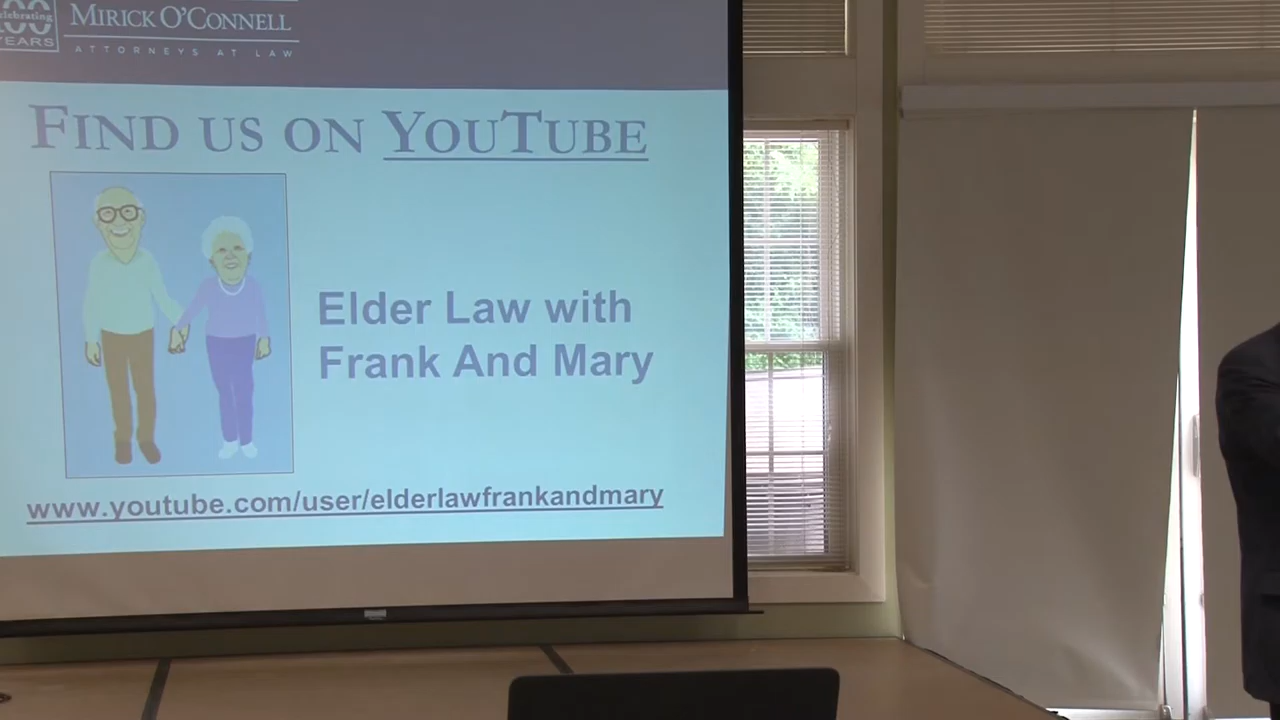 Celebrating
100
YEARS
MIRICK O'CONNELL
ATTORNEYS AT LAW
FIND US ON YOUTUBE
Elder Law with
Frank And Mary
www.youtube.com/user/elderlawfrankandmary